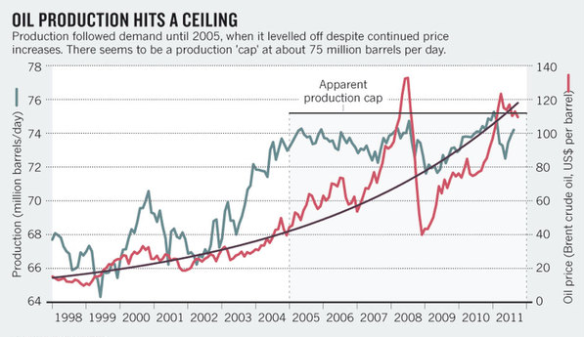 OIL PRODUCTION HITS A CEILING
Production followed demand until 2005, when it levelled off despite continued price
increases. There seems to be a production 'cap' at about 75 million barrels per day.
78
76
74
72
70
68
66
64
Production (million barrels/day)
Apparent
production cap
140
120
100
80
60
40
20
0
Oil price (Brent crude oil, US$ per barrel)
1998 1999 2000 2001 2002 2003 2004 2005 2006 2007 2008 2009 2010 2011